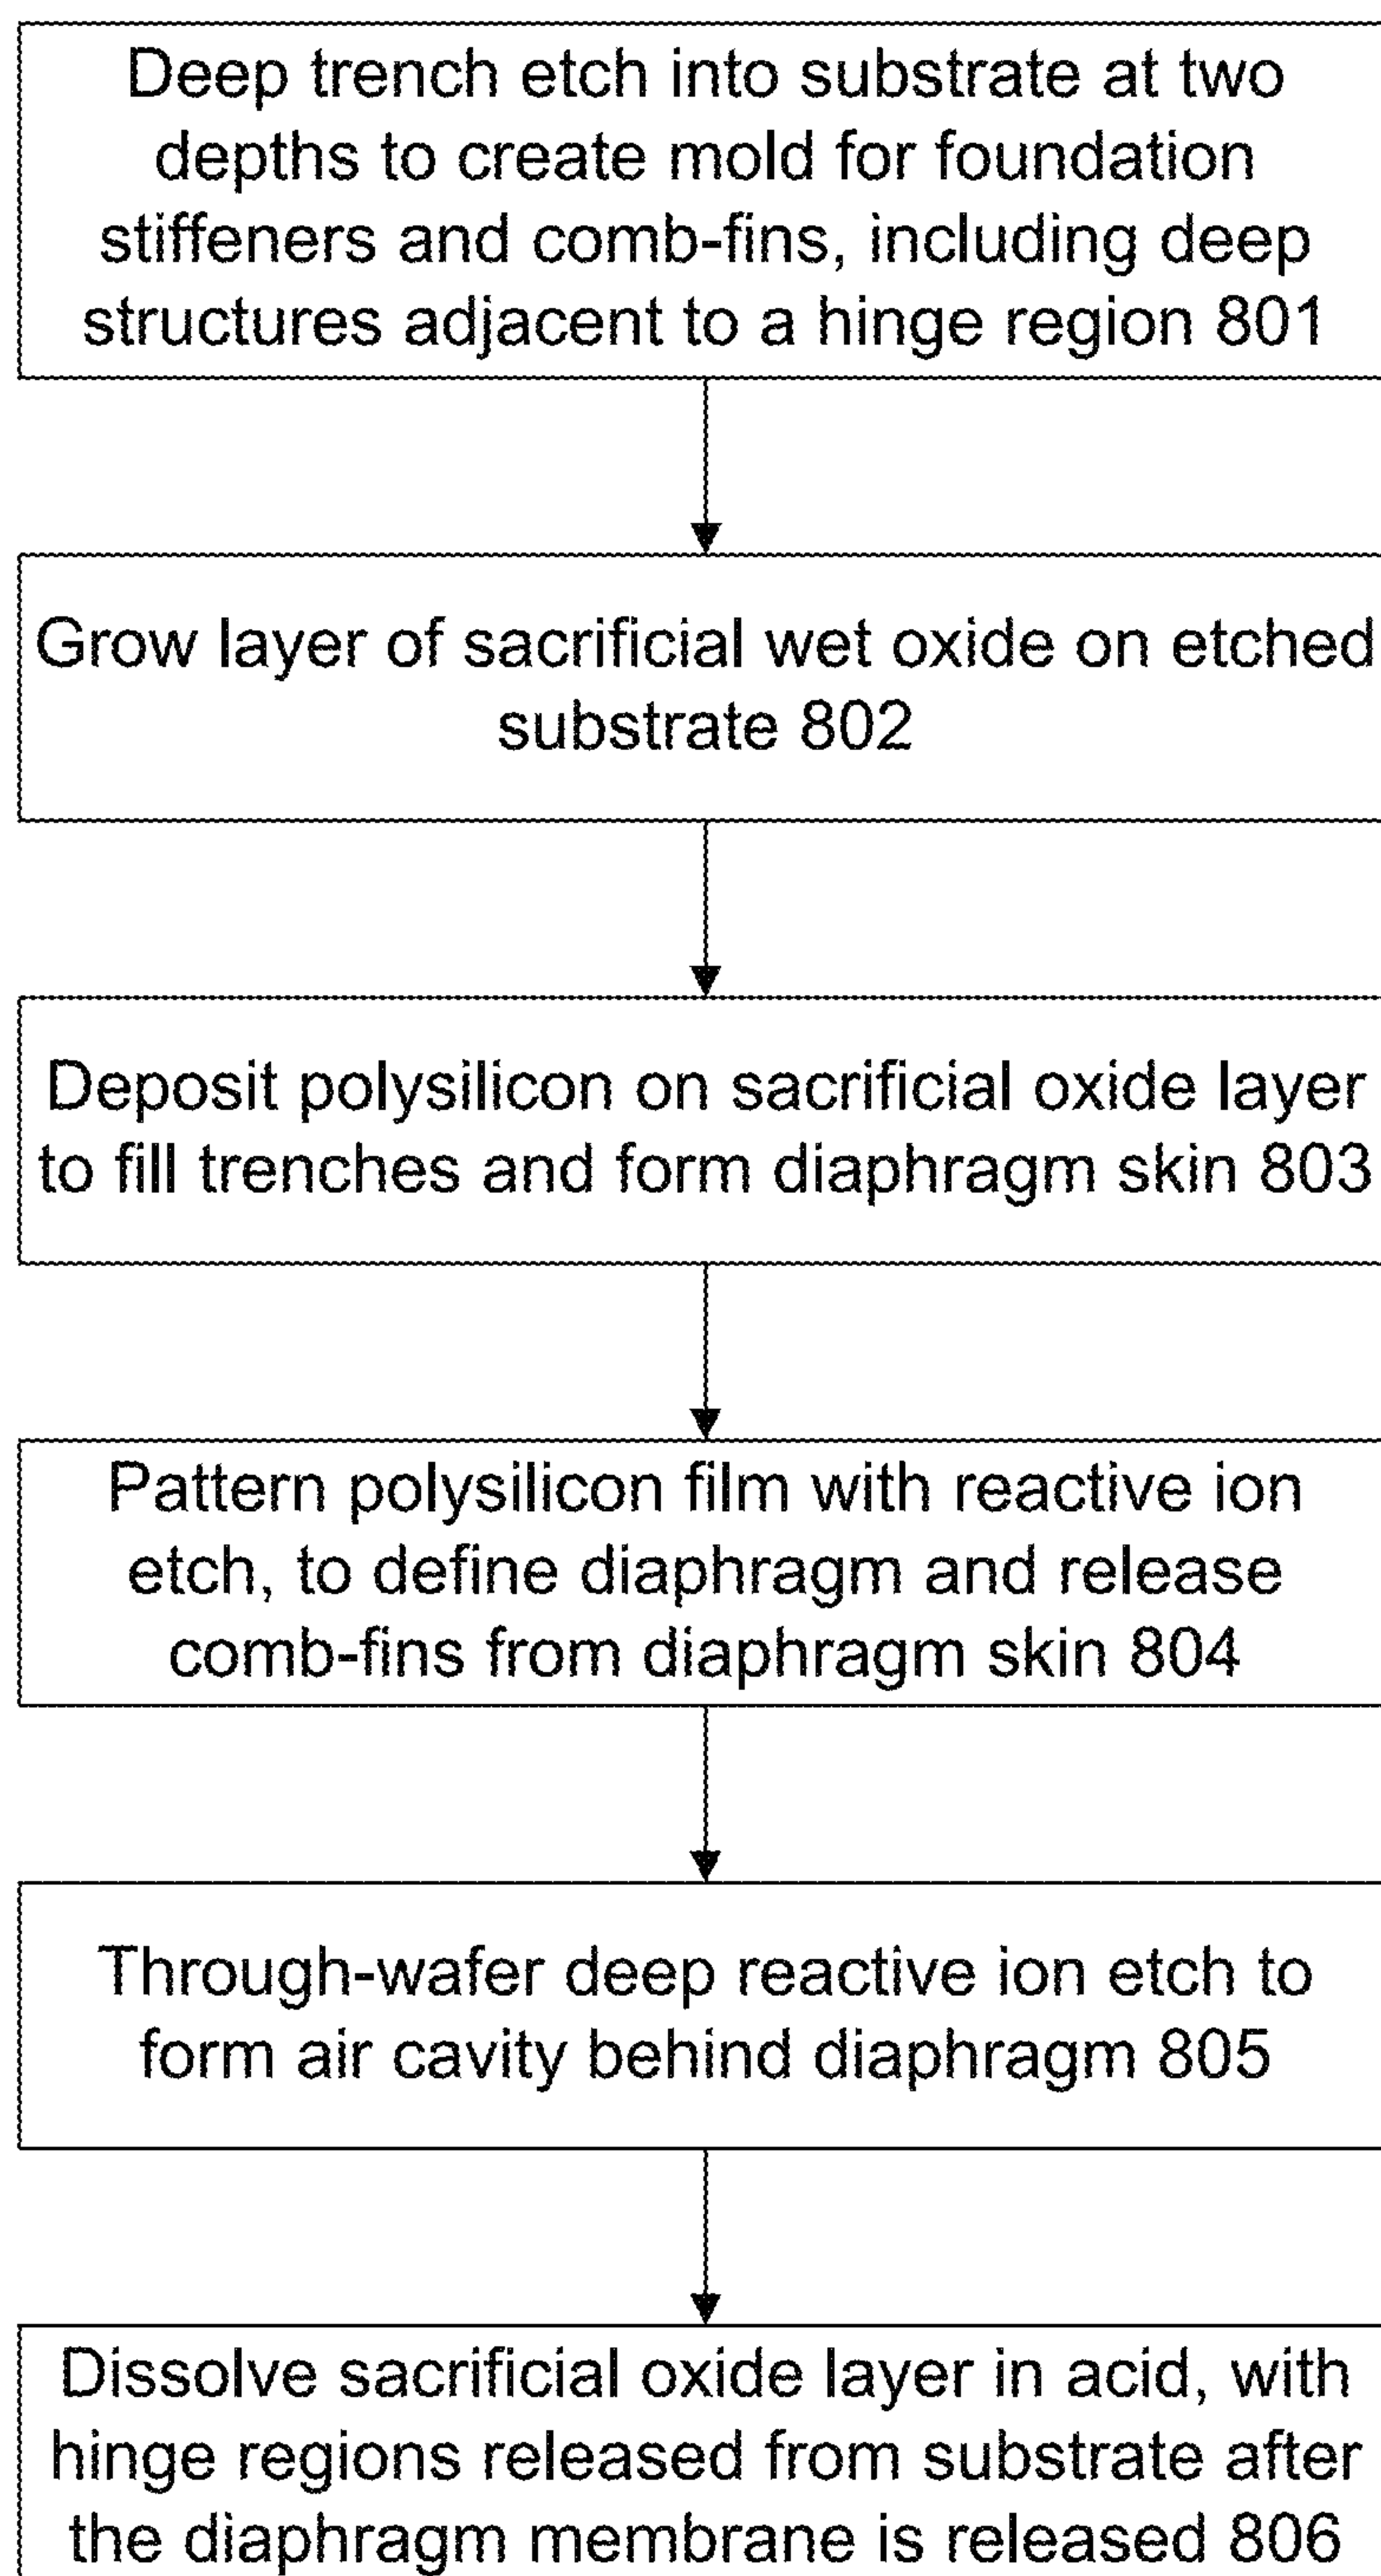 Deep trench etch into substrate at two
depths to create mold for foundation
stiffeners and comb-fins, including deep
structures adjacent to a hinge region 801
Grow layer of sacrificial wet oxide on etched
substrate 802
Deposit polysilicon on sacrificial oxide layer
to fill trenches and form diaphragm skin 803
Pattern polysilicon film with reactive ion
etch, to define diaphragm and release
comb-fins from diaphragm skin 804
Through-wafer deep reactive ion etch to
form air cavity behind diaphragm 805
Dissolve sacrificial oxide layer in acid, with
hinge regions released from substrate after
the diaphragm membrane is released 806